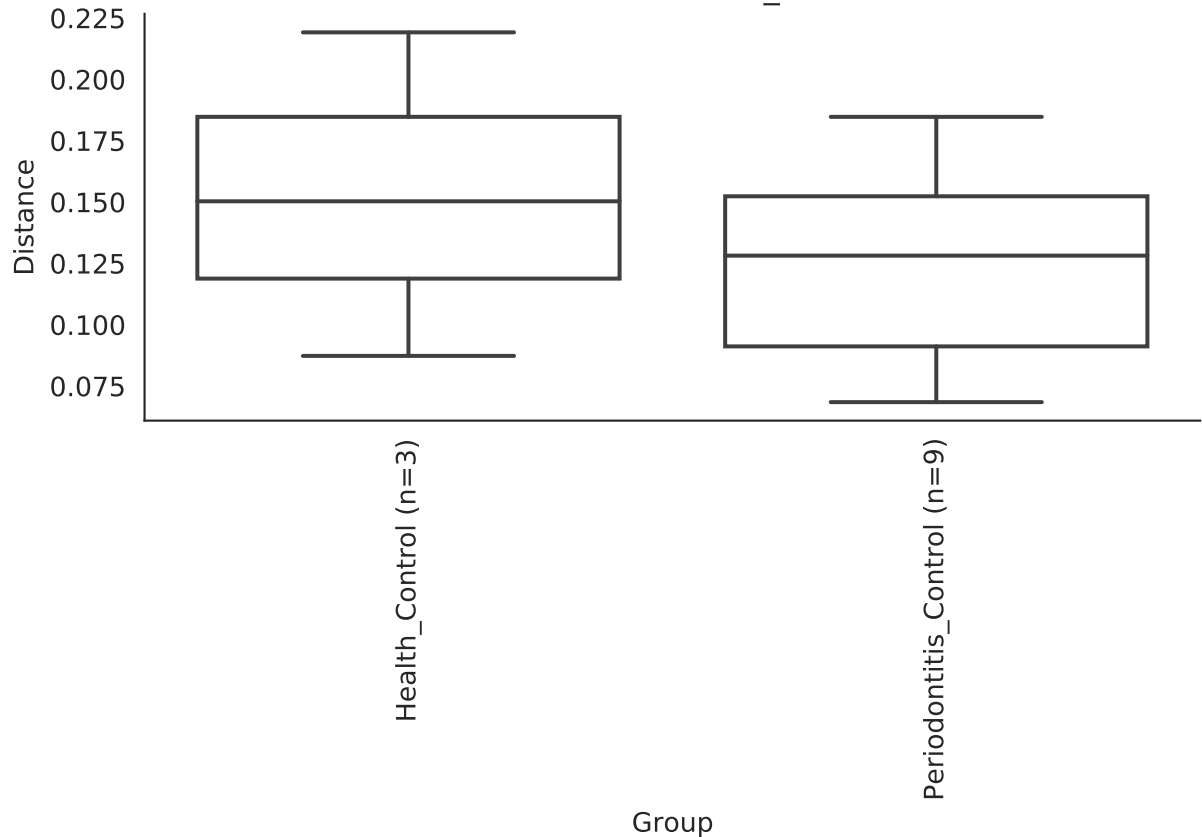 0.225
0.200
0.175
0.150
0.125
0.100
0.075
Distance
Health_Control (n=3)
Periodontitis_Control (n=9)
Group